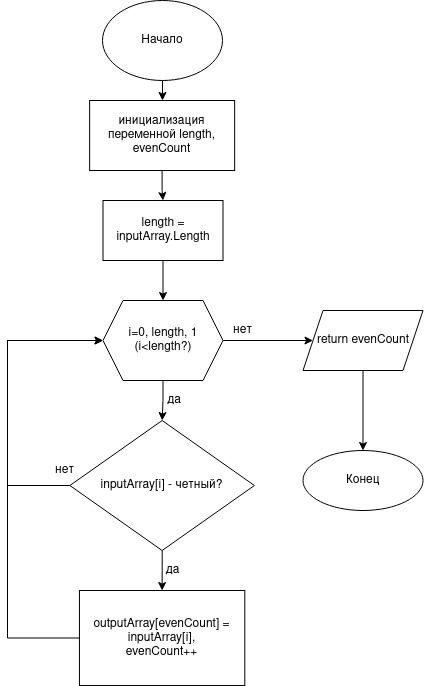 Начало
инициализация
переменной length,
evenCount
length =
inputArray.Length
i=0, length, 1
(i<length?)
нет
return evenCount
да
Конец
нет
inputArray[i] - четный?
да
outputArray[evenCount] =
inputArray[i],
evenCount++